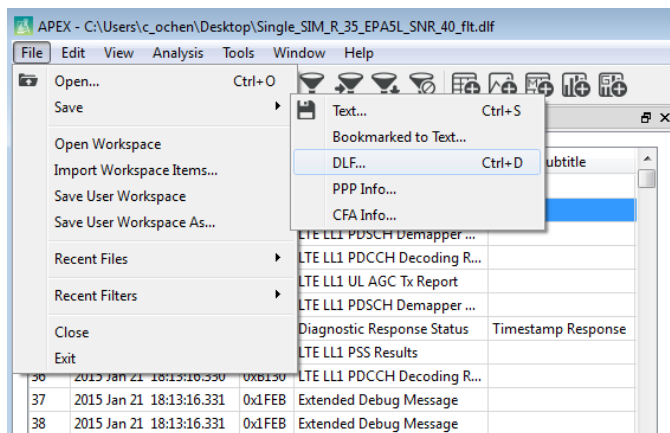 APEX - C:\Users\c_ochen\Desktop\Single_SIM_R_35_EPA5L_SNR_40_flt.dlf
File Edit View Analysis Tools Window Help
Open... Ctrl+O
Save
Text... Ctrl+S
Bookmarked to Text...
DLF... Ctrl+D
PPP Info...
CFA Info...
Open Workspace
Import Workspace Items...
Save User Workspace
Save User Workspace As...
Recent Files
Recent Filters
Close
Exit
ubtitle
LTE LL1 PDSCH Demapper ...
LTE LL1 PDCCH Decoding R...
LTE LL1 UL AGC Tx Report
LTE LL1 PDSCH Demapper ...
Diagnostic Response Status Timestamp Response
LTE LL1 PSS Results
36 2015 Jan 21 18:13:16.330 0xB130 LTE LL1 PDCCH Decoding R...
37 2015 Jan 21 18:13:16.331 0x1FEB Extended Debug Message
38 2015 Jan 21 18:13:16.331 0x1FEB Extended Debug Message